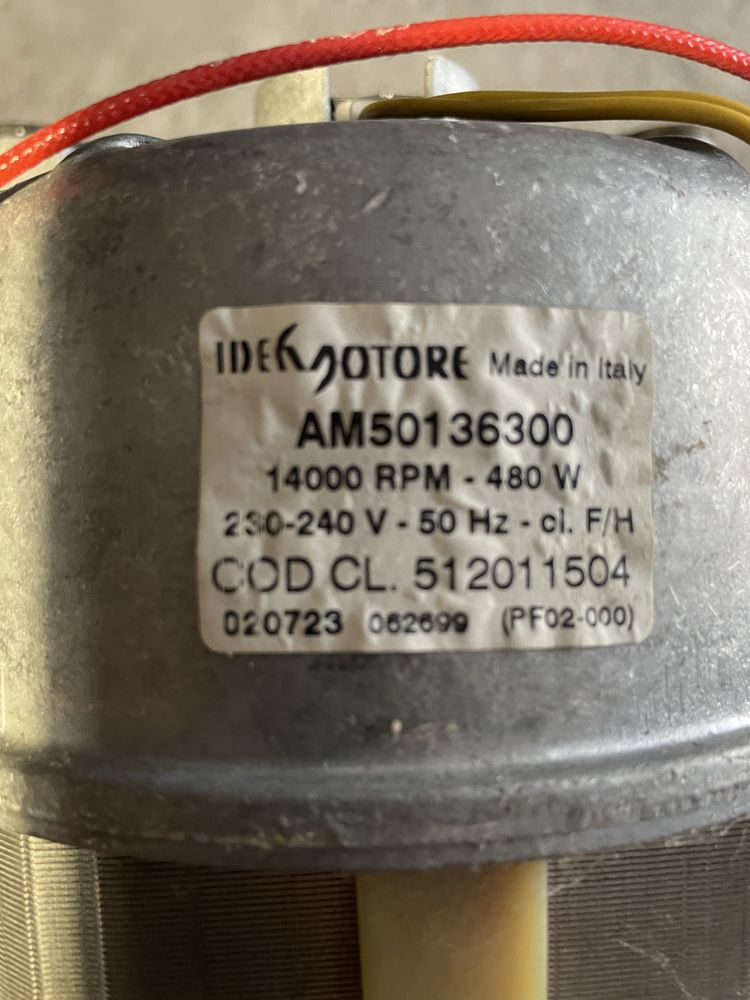 IDEA MOTORE Made in Italy
AM50136300
14000 RPM - 480 W
230-240 V - 50 Hz - cl. F/H
COD CL. 512011504
020723 062699 (PF02-000)